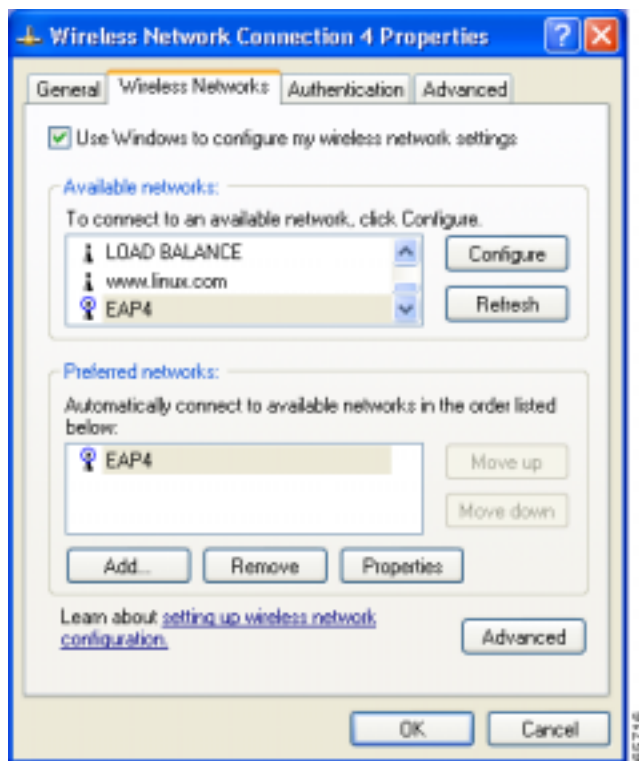 Wireless Network Connection 4 Properties
General Wireless Networks Authentication Advanced
Use Windows to configure my wireless network settings
Available networks:
To connect to an available network, click Configure.
LOAD BALANCE
www.linux.com
EAP4
Configure
Refresh
Preferred networks:
Automatically connect to available networks in the order listed
below:
EAP4
Move up
Move down
Add... Remove Properties
Learn about setting up wireless network
configuration.
Advanced
OK Cancel